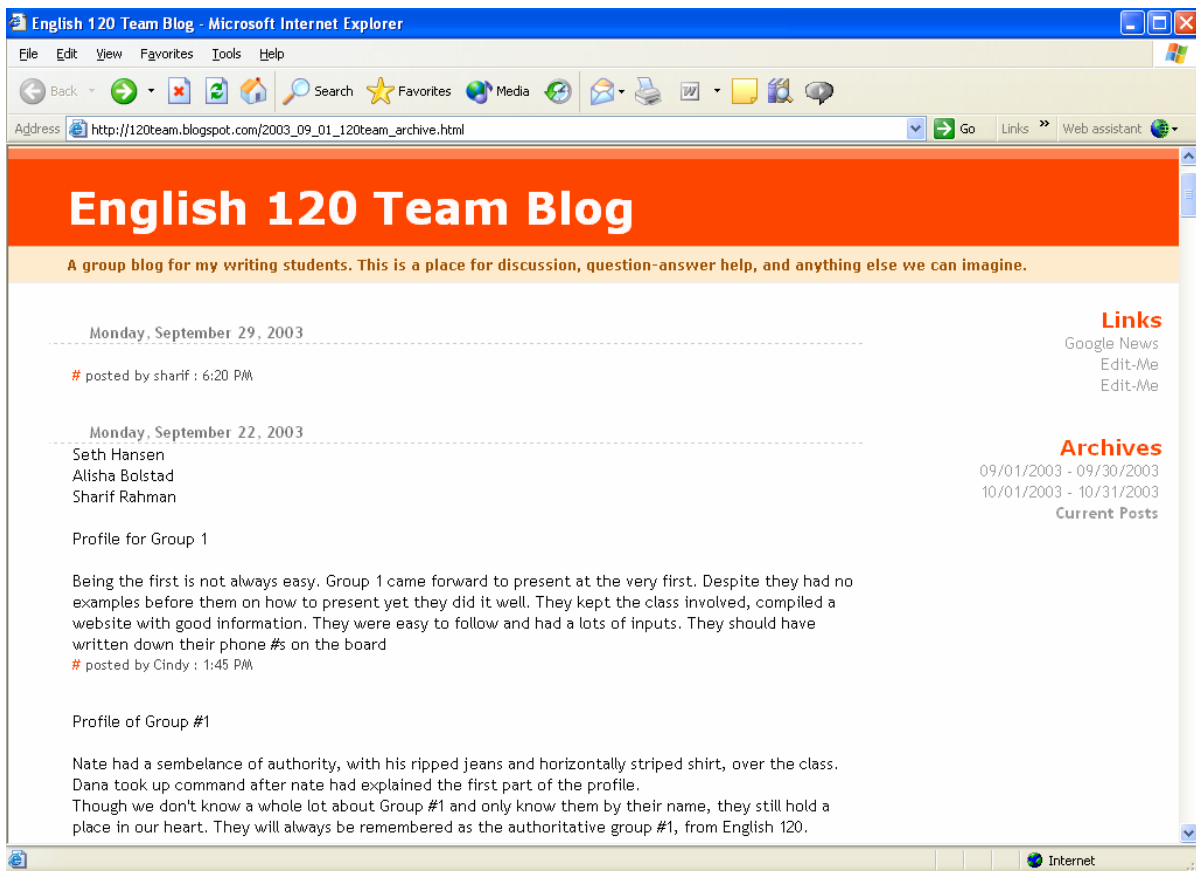 English 120 Team Blog - Microsoft Internet Explorer
File Edit View Favorites Tools Help
Back Search Favorites Media
Address http://120team.blogspot.com/2003_09_01_120team_archive.html Go Links » Web assistant
English 120 Team Blog
A group blog for my writing students. This is a place for discussion, question-answer help, and anything else we can imagine.
Monday, September 29, 2003
# posted by sharif : 6:20 PM
Monday, September 22, 2003
Seth Hansen
Alisha Bolstad
Sharif Rahman
Profile for Group 1
Being the first is not always easy. Group 1 came forward to present at the very first. Despite they had no
examples before them on how to present yet they did it well. They kept the class involved, compiled a
website with good information. They were easy to follow and had a lots of inputs. They should have
written down their phone #s on the board
# posted by Cindy : 1:45 PM
Profile of Group #1
Nate had a sembelance of authority, with his ripped jeans and horizontally striped shirt, over the class.
Dana took up command after nate had explained the first part of the profile.
Though we don't know a whole lot about Group #1 and only know them by their name, they still hold a
place in our heart. They will always be remembered as the authoritative group #1, from English 120.
Links
Google News
Edit-Me
Edit-Me
Archives
09/01/2003 - 09/30/2003
10/01/2003 - 10/31/2003
Current Posts
Internet